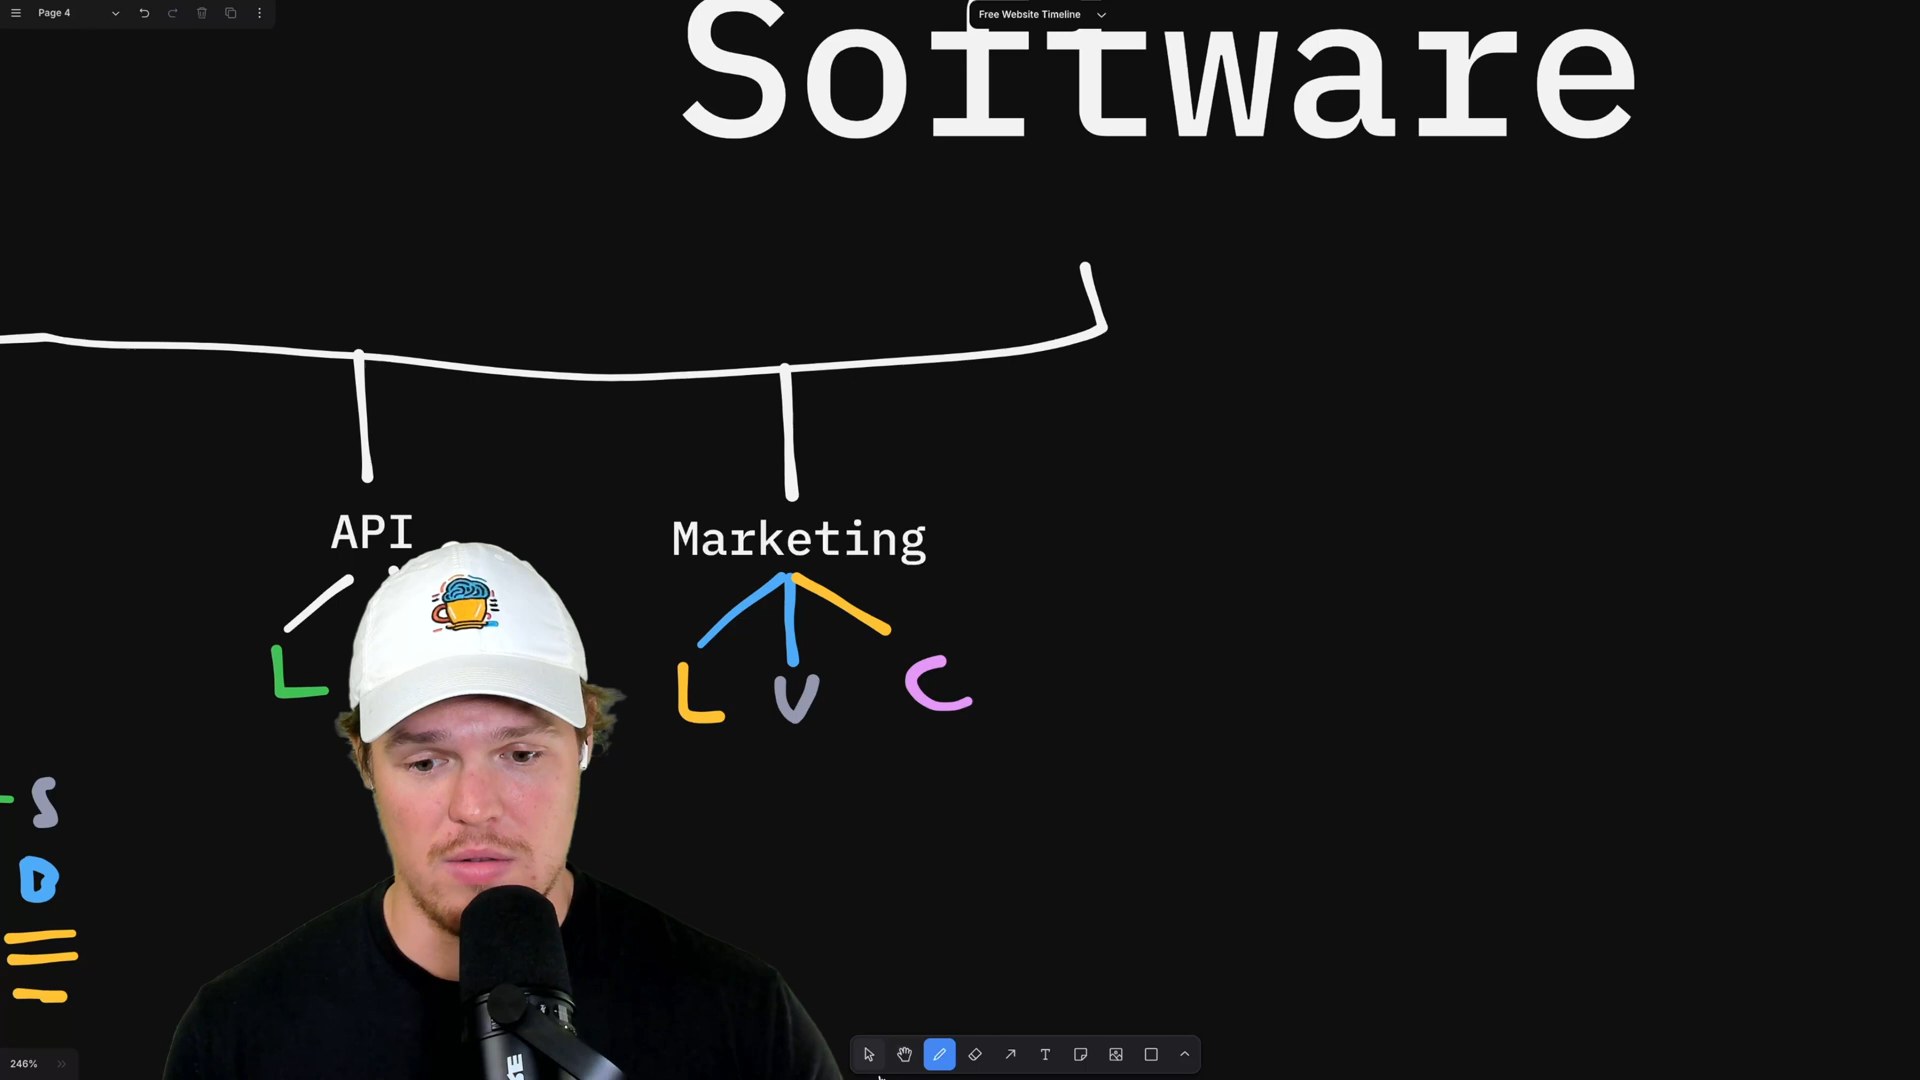 Page 4
Free Website Timeline
Software
API
Marketing
L
L V C
S
B
246%